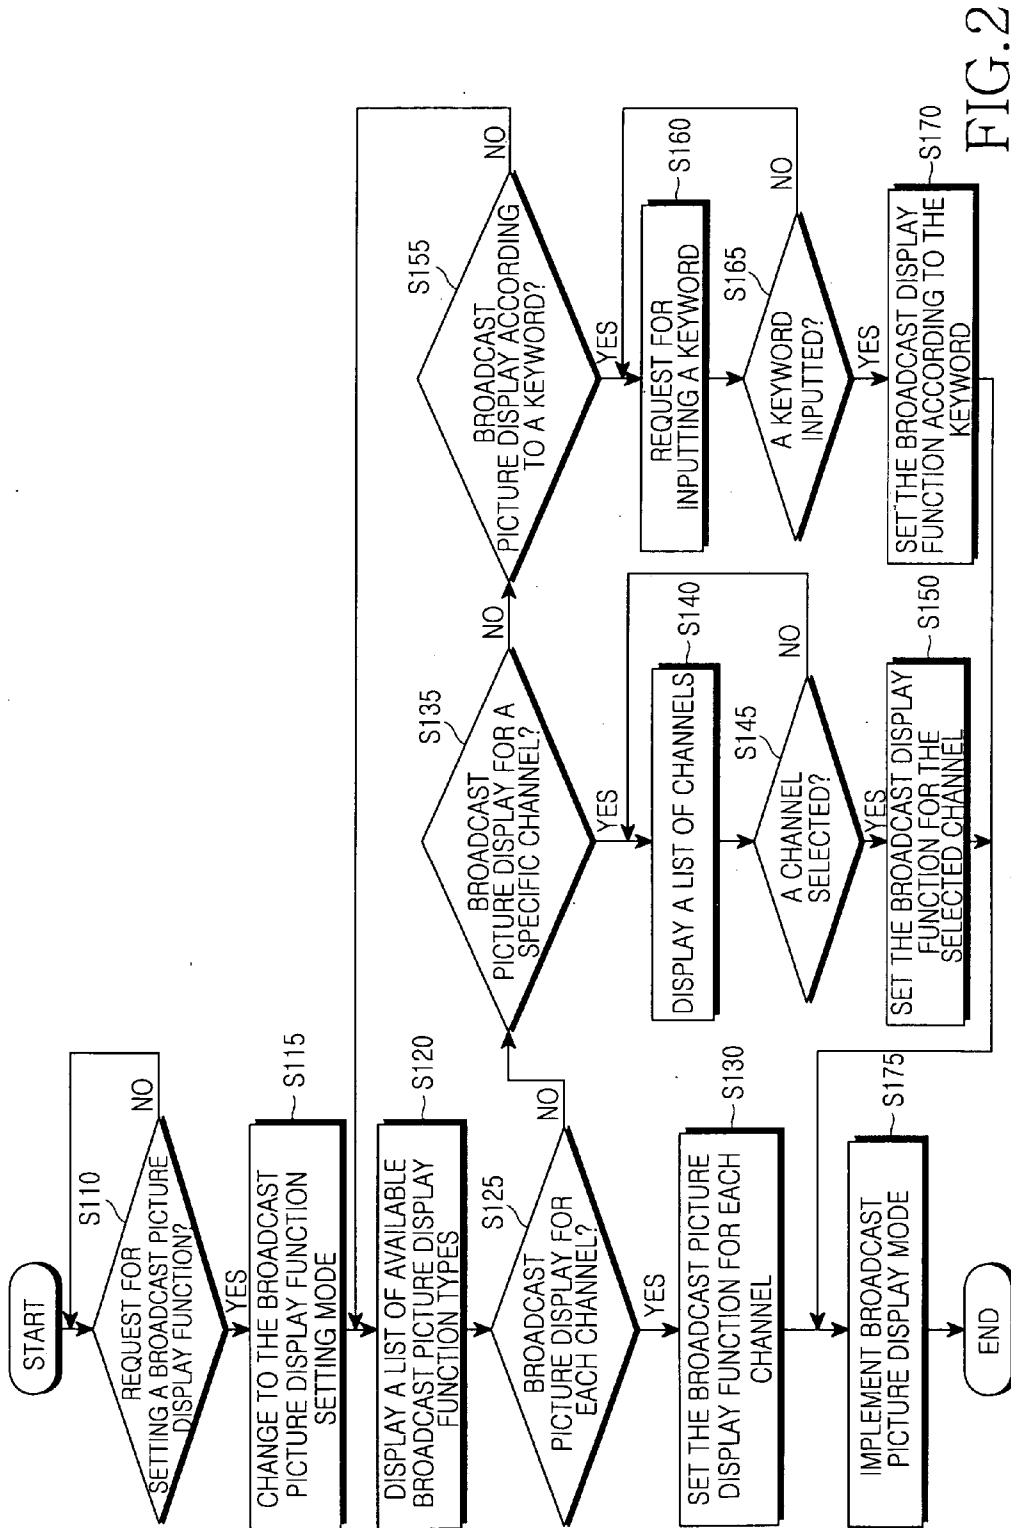 START
S110
REQUEST FOR
SETTING A BROADCAST PICTURE
DISPLAY FUNCTION?
NO
YES
S115
CHANGE TO THE BROADCAST
PICTURE DISPLAY FUNCTION
SETTING MODE
S120
DISPLAY A LIST OF AVAILABLE
BROADCAST PICTURE DISPLAY
FUNCTION TYPES
S125
BROADCAST
PICTURE DISPLAY FOR
EACH CHANNEL?
NO
YES
S130
SET THE BROADCAST PICTURE
DISPLAY FUNCTION FOR EACH
CHANNEL
S135
BROADCAST
PICTURE DISPLAY FOR A
SPECIFIC CHANNEL?
NO
YES
S140
DISPLAY A LIST OF CHANNELS
S145
A CHANNEL
SELECTED?
NO
YES
S150
SET THE BROADCAST DISPLAY
FUNCTION FOR THE
SELECTED CHANNEL
S155
BROADCAST
PICTURE DISPLAY ACCORDING
TO A KEYWORD?
NO
YES
S160
REQUEST FOR
INPUTTING A KEYWORD
S165
A KEYWORD
INPUTTED?
NO
YES
S170
SET THE BROADCAST DISPLAY
FUNCTION ACCORDING TO THE
KEYWORD
S175
IMPLEMENT BROADCAST
PICTURE DISPLAY MODE
END
FIG.2